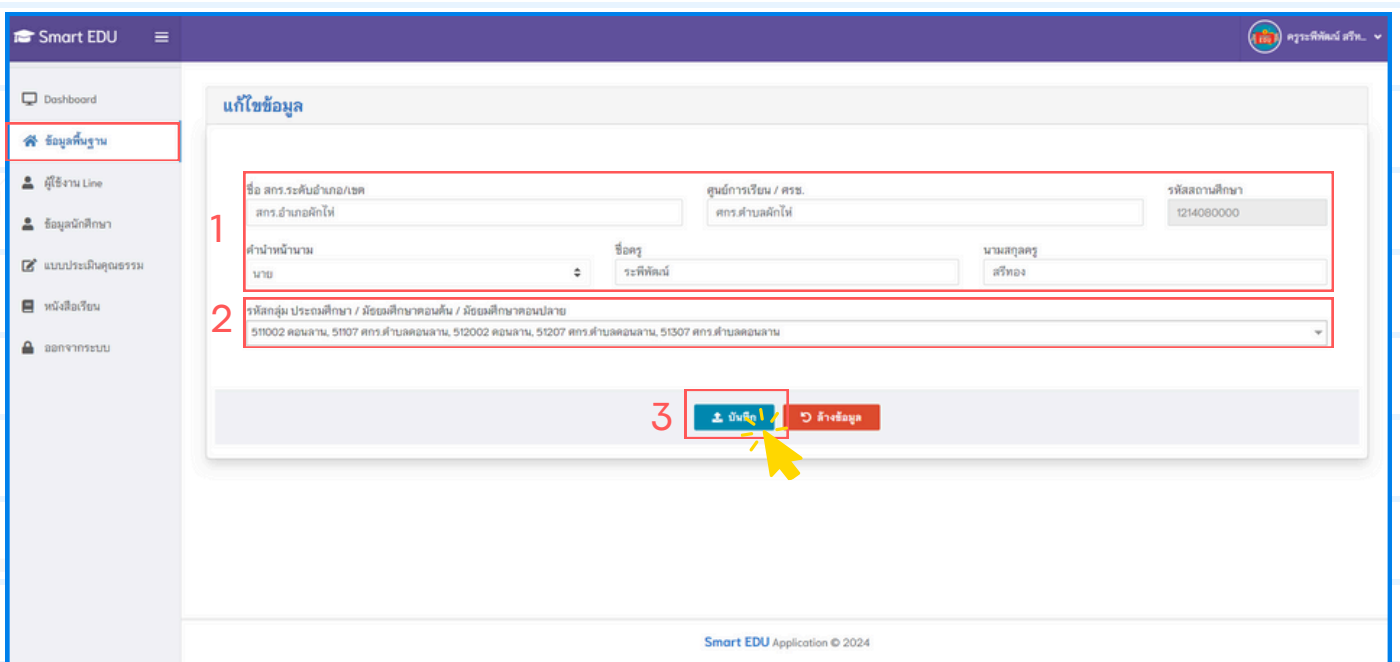 Smart EDU
ครูระพีพัฒน์ สรีท...
Dashboard
ข้อมูลพื้นฐาน
ผู้ใช้งาน Line
ข้อมูลนักศึกษา
แบบประเมินคุณธรรม
หนังสือเรียน
ออกจากระบบ
แก้ไขข้อมูล
1
ชื่อ สกร.ระดับอำเภอ/เขต ศูนย์การเรียน / ศรช. รหัสสถานศึกษา
สกร.อำเภอผักไห่ ศกร.ตำบลผักไห่ 1214080000
คำนำหน้านาม ชื่อครู นามสกุลครู
นาย ระพีพัฒน์ สรีทอง
2
รหัสกลุ่ม ประถมศึกษา / มัธยมศึกษาตอนต้น / มัธยมศึกษาตอนปลาย
511002 ดอนลาน, 51107 ศกร.ตำบลดอนลาน, 512002 ดอนลาน, 51207 ศกร.ตำบลดอนลาน, 51307 ศกร.ตำบลดอนลาน
3
บันทึก ล้างข้อมูล
Smart EDU Application © 2024